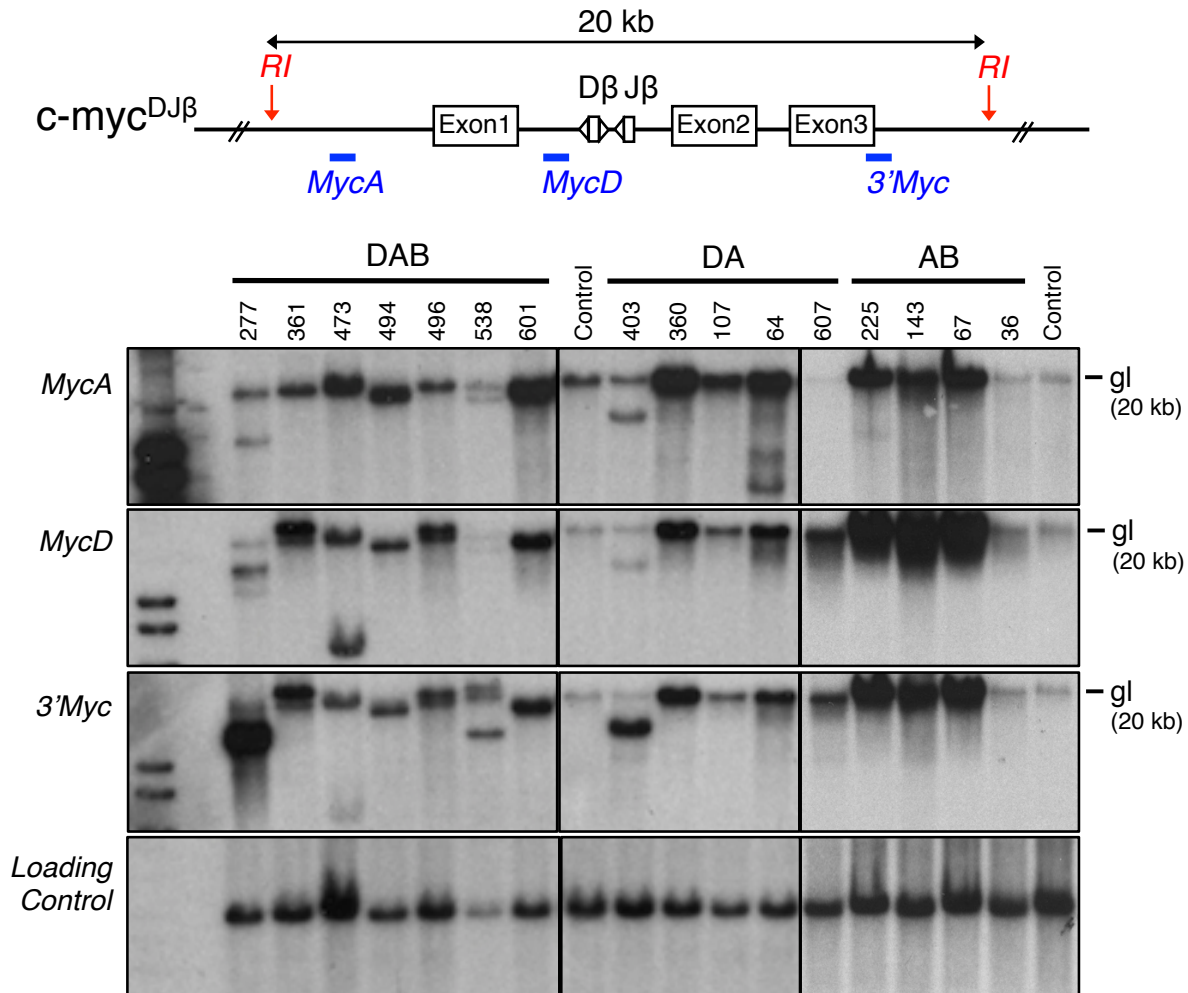 20 kb
RI RI
Dβ Jβ
c-myc^DJβ Exon1 Exon2 Exon3
MycA MycD 3’Myc
DAB DA AB
277 361 473 494 496 538 601 Control 403 360 107 64 607 225 143 67 36 Control
MycA gl
(20 kb)
MycD gl
(20 kb)
3’Myc gl
(20 kb)
Loading
Control